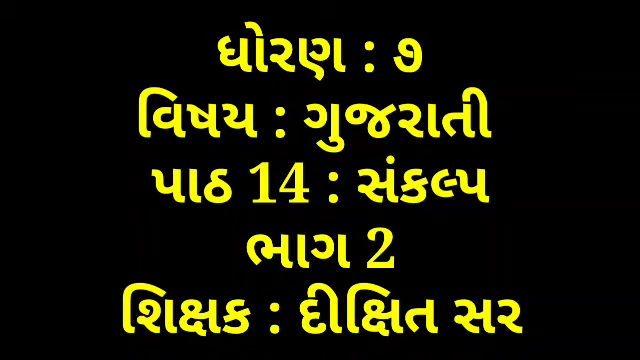 ધોરણ : ૭
વિષય : ગુજરાતી
પાઠ 14 : સંકલ્પ
ભાગ 2
શિક્ષક : દીક્ષિત સર